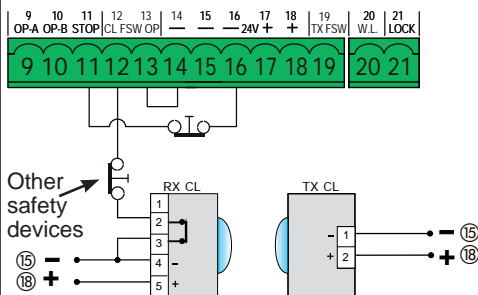 9 10 11 12 13 14 15 16 17 18 19 20 21
OP-A OP-B STOP CL FSW OP — — — 24V + + TX FSW W.L. LOCK
9 10 11 12 13 14 15 16 17 18 19 20 21
Other
safety
devices
RX CL
1
2
3
4 -
5 +
⑮ −
⑱ +
TX CL
- 1
+ 2
− ⑮
+ ⑱